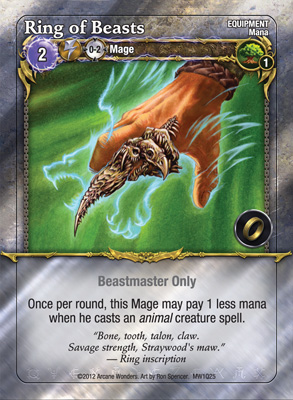 Ring of Beasts
EQUIPMENT
Mana
2
0-2 Mage
1
Beastmaster Only
Once per round, this Mage may pay 1 less mana
when he casts an animal creature spell.
"Bone, tooth, talon, claw.
Savage strength, Straywood's maw."
— Ring inscription
©2012 Arcane Wonders. Art by Ron Spencer. MW1Q25